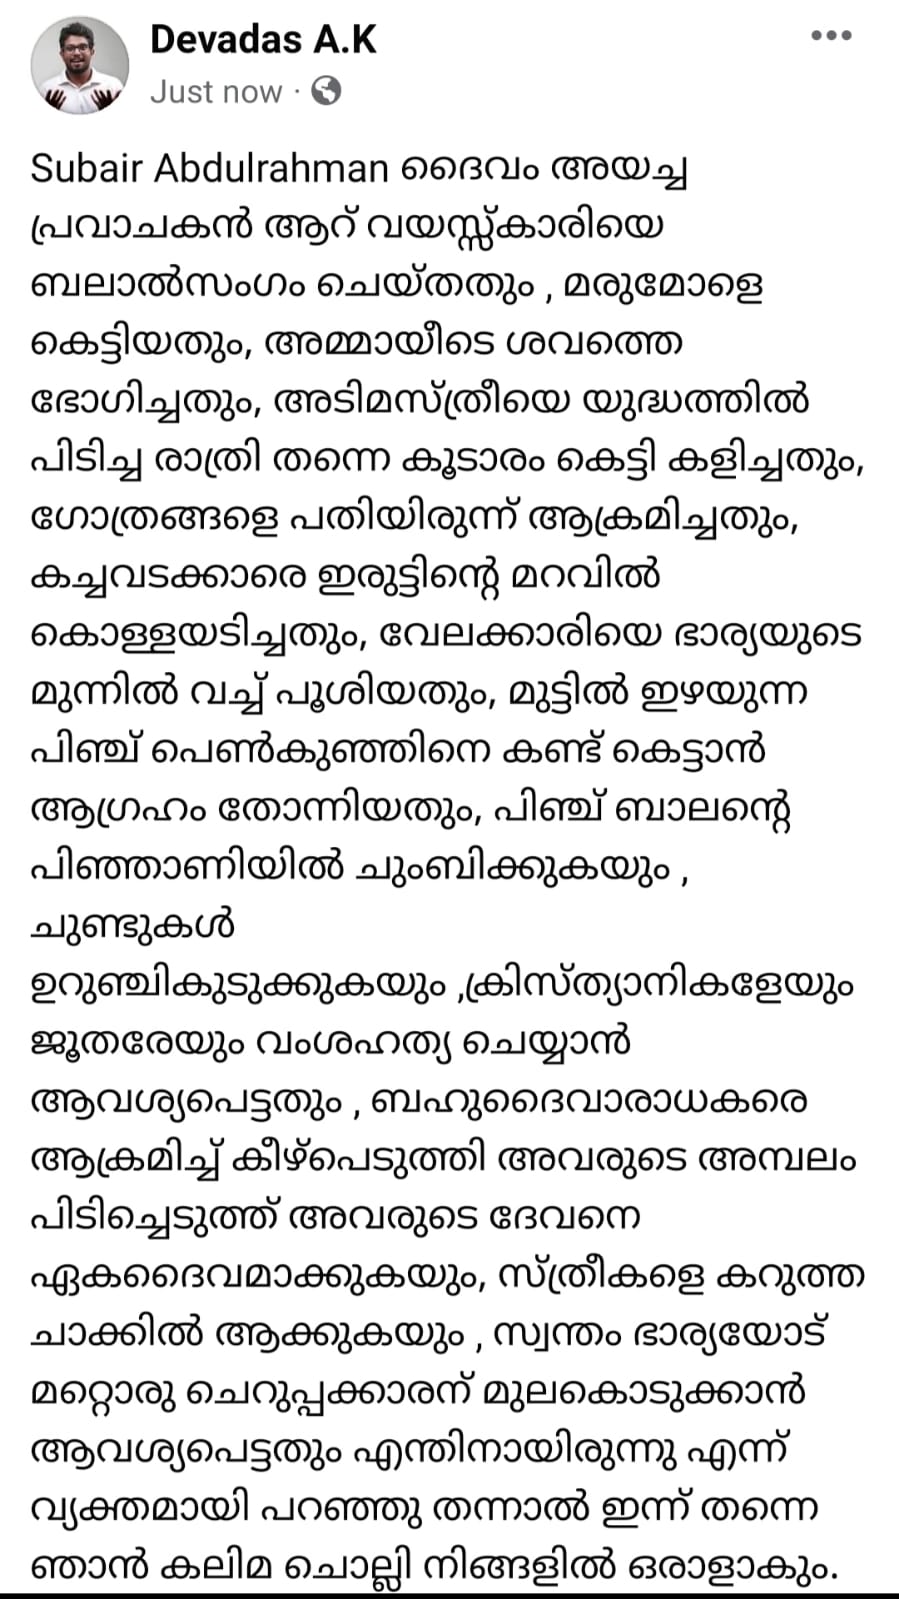 Devadas A.K
Just now ·
Subair Abdulrahman ദൈവം അയച്ച
പ്രവാചകൻ ആറ് വയസ്സ്കാരിയെ
ബലാൽസംഗം ചെയ്തതും , മരുമോളെ
കെട്ടിയതും, അമ്മായീടെ ശവത്തെ
ഭോഗിച്ചതും, അടിമസ്ത്രീയെ യുദ്ധത്തിൽ
പിടിച്ച രാത്രി തന്നെ കൂടാരം കെട്ടി കളിച്ചതും,
ഗോത്രങ്ങളെ പതിയിരുന്ന് ആക്രമിച്ചതും,
കച്ചവടക്കാരെ ഇരുട്ടിന്റെ മറവിൽ
കൊള്ളയടിച്ചതും, വേലക്കാരിയെ ഭാര്യയുടെ
മുന്നിൽ വച്ച് പൂശിയതും, മുട്ടിൽ ഇഴയുന്ന
പിഞ്ച് പെൺകുഞ്ഞിനെ കണ്ട് കെട്ടാൻ
ആഗ്രഹം തോന്നിയതും, പിഞ്ച് ബാലന്റെ
പിഞ്ഞാണിയിൽ ചുംബിക്കുകയും ,
ചുണ്ടുകൾ
ഉറുഞ്ചികുടുക്കുകയും ,ക്രിസ്ത്യാനികളേയും
ജൂതരേയും വംശഹത്യ ചെയ്യാൻ
ആവശ്യപെട്ടതും , ബഹുദൈവാരാധകരെ
ആക്രമിച്ച് കീഴ്പെടുത്തി അവരുടെ അമ്പലം
പിടിച്ചെടുത്ത് അവരുടെ ദേവനെ
ഏകദൈവമാക്കുകയും, സ്ത്രീകളെ കറുത്ത
ചാക്കിൽ ആക്കുകയും , സ്വന്തം ഭാര്യയോട്
മറ്റൊരു ചെറുപ്പക്കാരന് മുലകൊടുക്കാൻ
ആവശ്യപെട്ടതും എന്തിനായിരുന്നു എന്ന്
വ്യക്തമായി പറഞ്ഞു തന്നാൽ ഇന്ന് തന്നെ
ഞാൻ കലിമ ചൊല്ലി നിങ്ങളിൽ ഒരാളാകും.